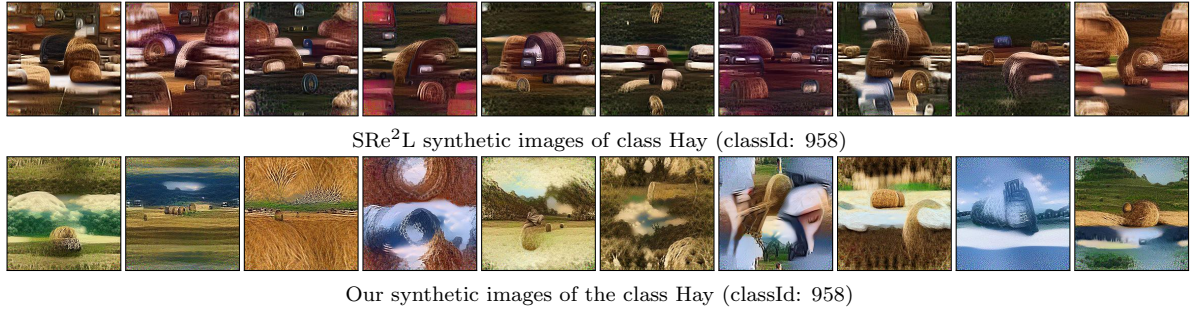 SRe²L synthetic images of class Hay (classId: 958)
Our synthetic images of the class Hay (classId: 958)